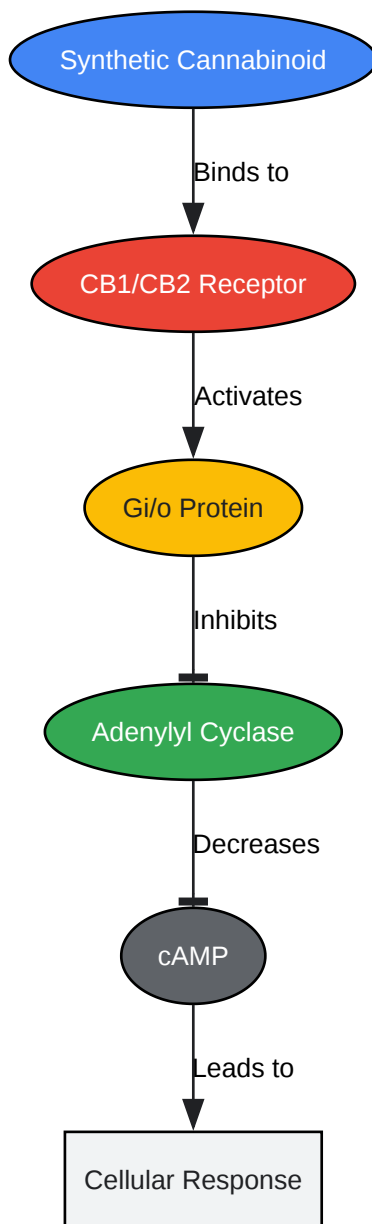 Synthetic Cannabinoid
Binds to
CB1/CB2 Receptor
Activates
Gi/o Protein
Inhibits
Adenylyl Cyclase
Decreases
cAMP
Leads to
Cellular Response